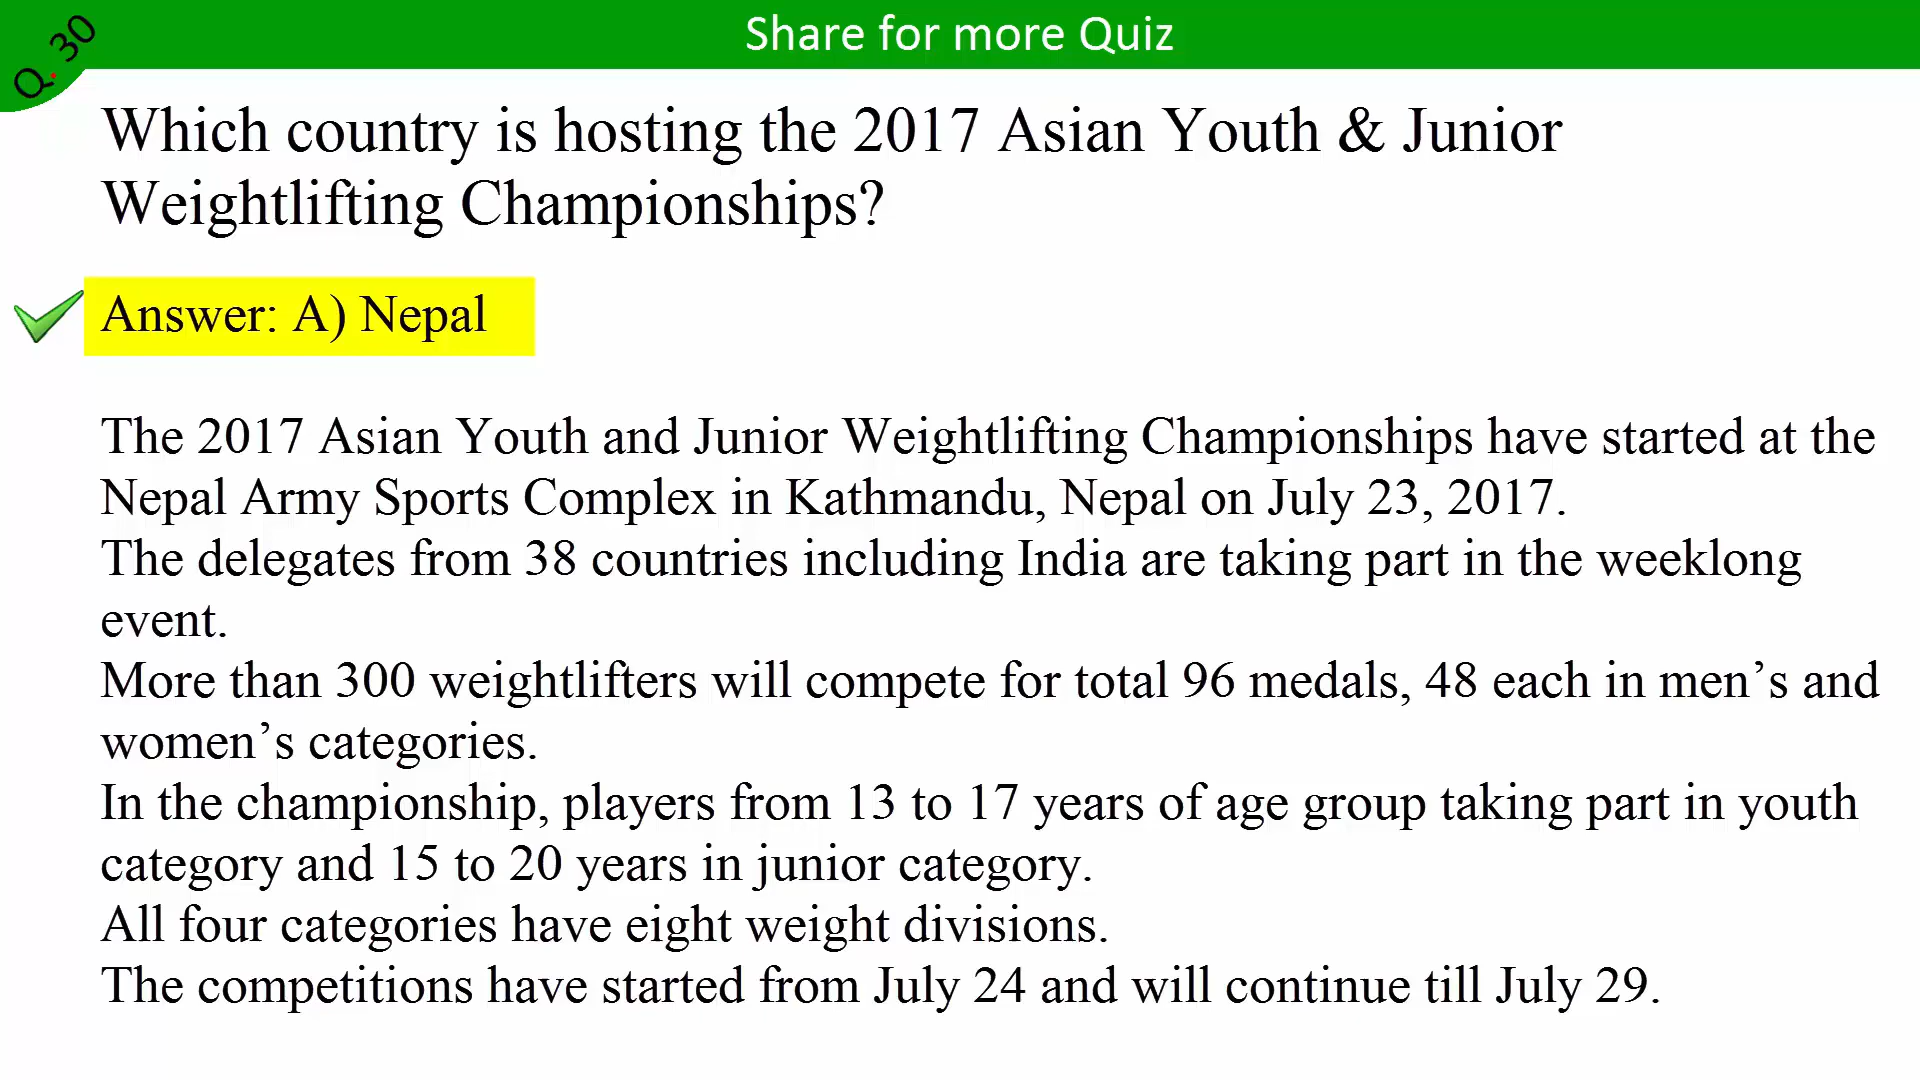 Share for more Quiz
Q. 30
Which country is hosting the 2017 Asian Youth & Junior
Weightlifting Championships?
Answer: A) Nepal
The 2017 Asian Youth and Junior Weightlifting Championships have started at the
Nepal Army Sports Complex in Kathmandu, Nepal on July 23, 2017.
The delegates from 38 countries including India are taking part in the weeklong
event.
More than 300 weightlifters will compete for total 96 medals, 48 each in men’s and
women’s categories.
In the championship, players from 13 to 17 years of age group taking part in youth
category and 15 to 20 years in junior category.
All four categories have eight weight divisions.
The competitions have started from July 24 and will continue till July 29.